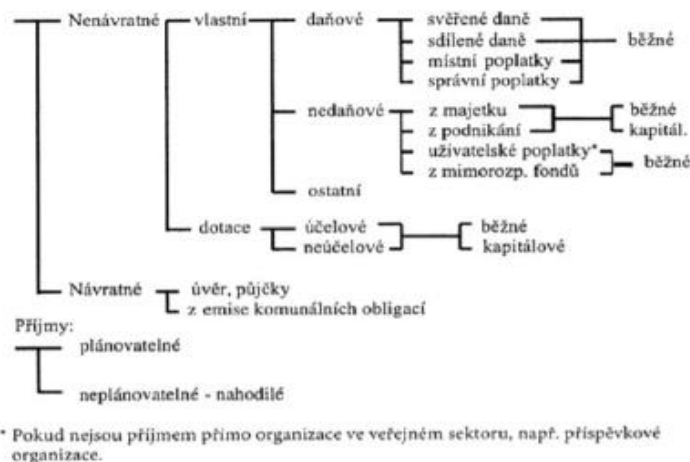 Nenávratné vlastní daňové svěřené daně běžné
sdílené daně
místní poplatky
správní poplatky
nedaňové z majetku běžné
z podnikání kapitál.
uživatelské poplatky* běžné
z mimorozp. fondů
ostatní
dotace účelové běžné
neúčelové kapitálové
Návratné úvěr, půjčky
z emise komunálních obligací
Příjmy:
plánovatelné
neplánovatelné - nahodilé
* Pokud nejsou příjmem přímo organizace ve veřejném sektoru, např. příspěvkové
organizace.